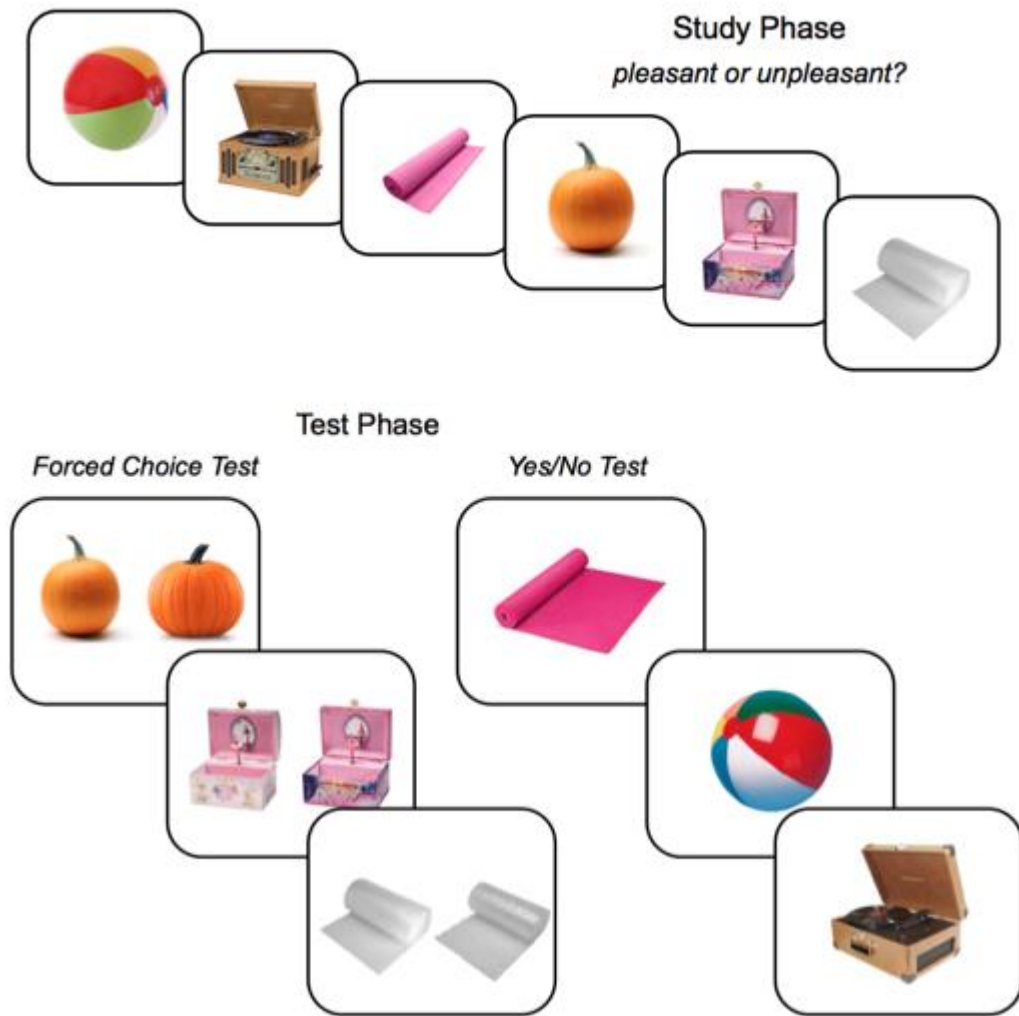 Study Phase
pleasant or unpleasant?
Test Phase
Forced Choice Test
Yes/No Test